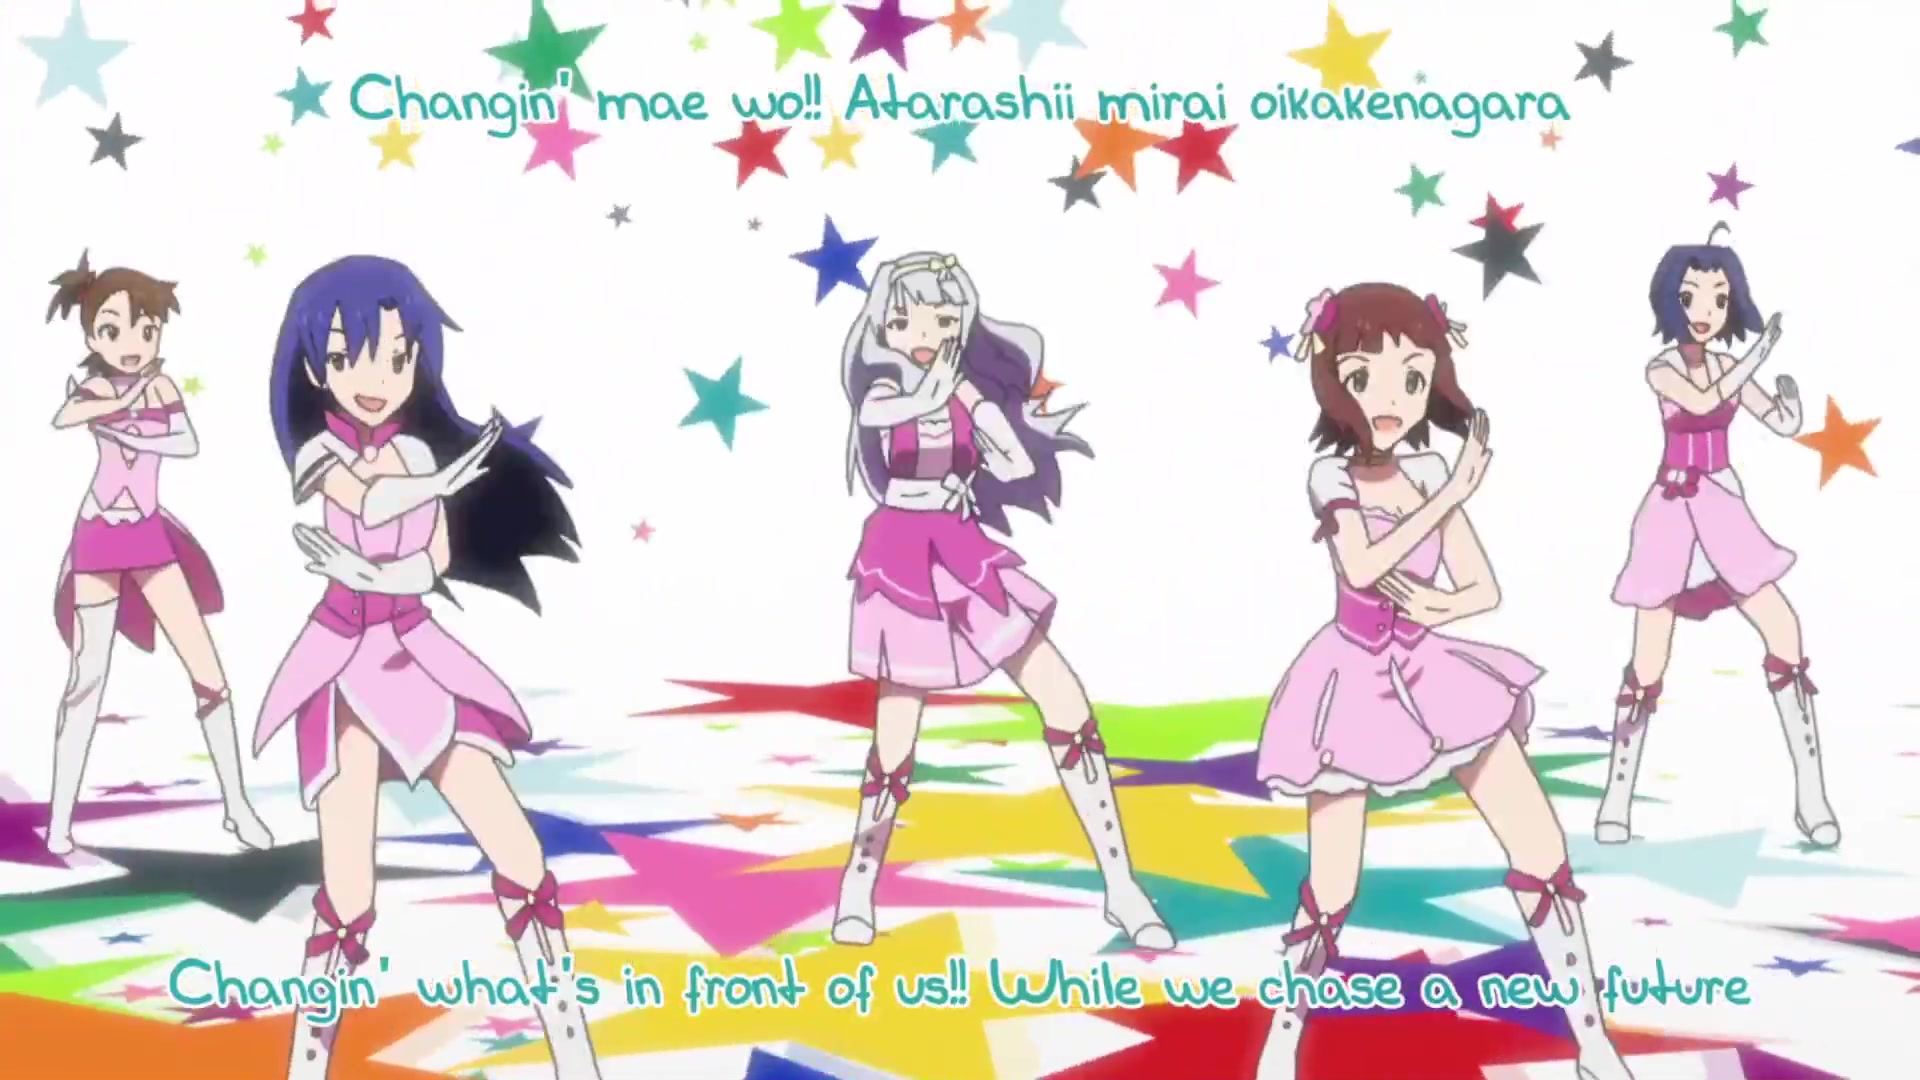 Changin' mae wo!! Atarashii mirai oikakenagara
Changin' what's in front of us!! While we chase a new future